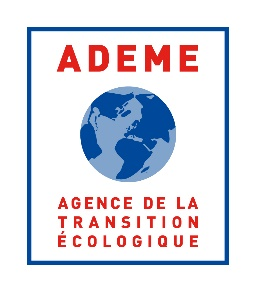 ADEME
AGENCE DE LA
TRANSITION
ÉCOLOGIQUE